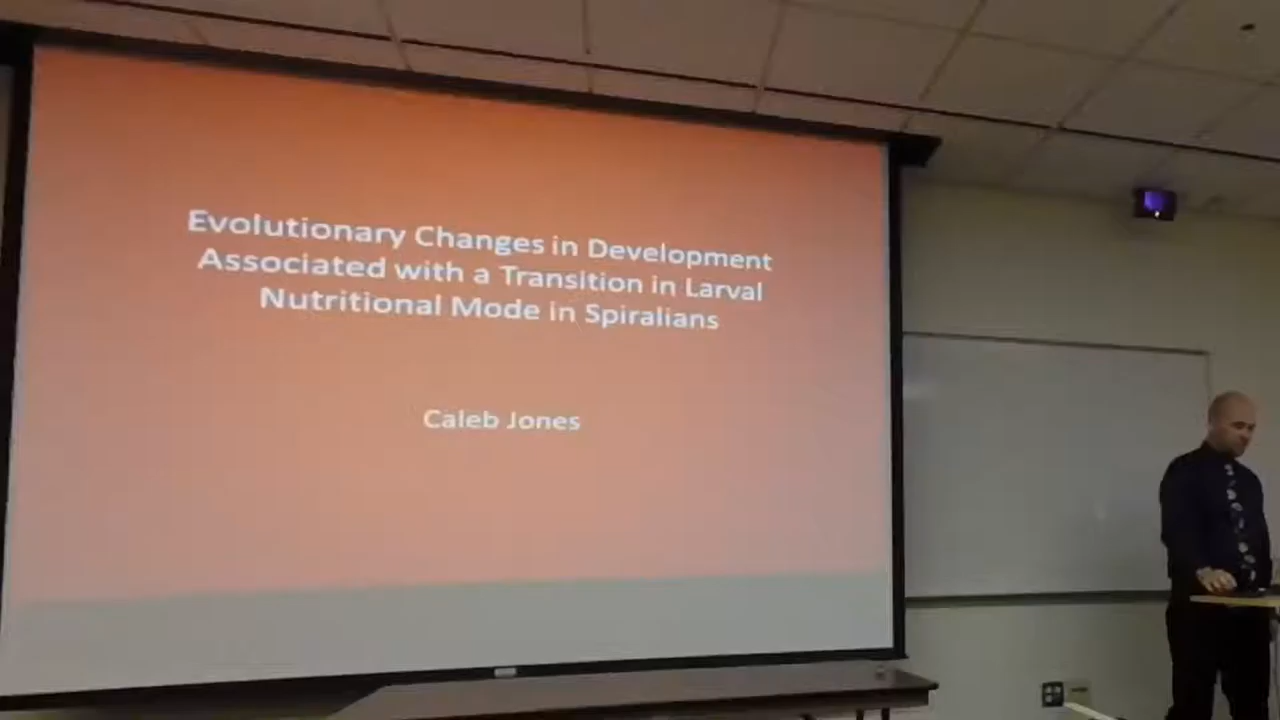 Evolutionary Changes in Development
Associated with a Transition in Larval
Nutritional Mode in Spiralians
Caleb Jones